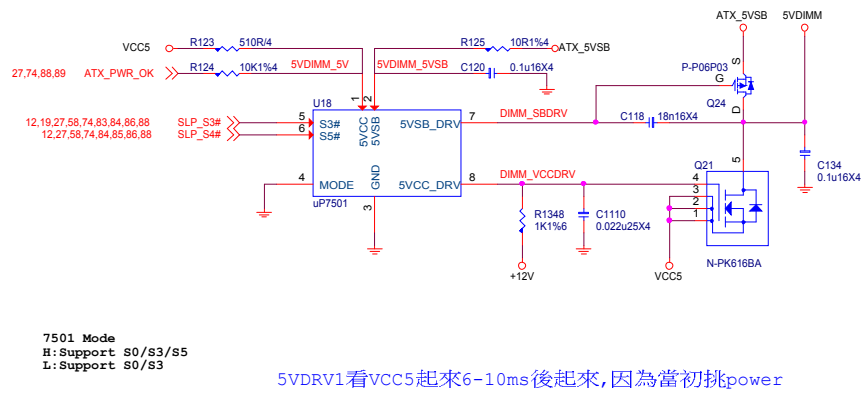 ATX_5VSB 5VDIMM
VCC5 R123 510R/4 R125 10R1%4 ATX_5VSB
27,74,88,89 ATX_PWR_OK R124 10K1%4 5VDIMM_5V 5VDIMM_5VSB C120 0.1u16X4
P-P06P03
S
G
D
Q24
1 2
U18
12,19,27,58,74,83,84,86,88 SLP_S3# 5 S3# 5VCC 5VSB 5VSB_DRV 7 DIMM_SBDRV C118 18n16X4
12,27,58,74,84,85,86,88 SLP_S4# 6 S5#
C134
0.1u16X4
Q21 5
4 MODE GND 5VCC_DRV 8 DIMM_VCCDRV 4
3
2
1
uP7501
3
R1348
1K1%6
C1110
0.022u25X4
+12V
VCC5
N-PK616BA
7501 Mode
H:Support S0/S3/S5
L:Support S0/S3
5VDRV1看VCC5起來6-10ms後起來,因為當初挑power